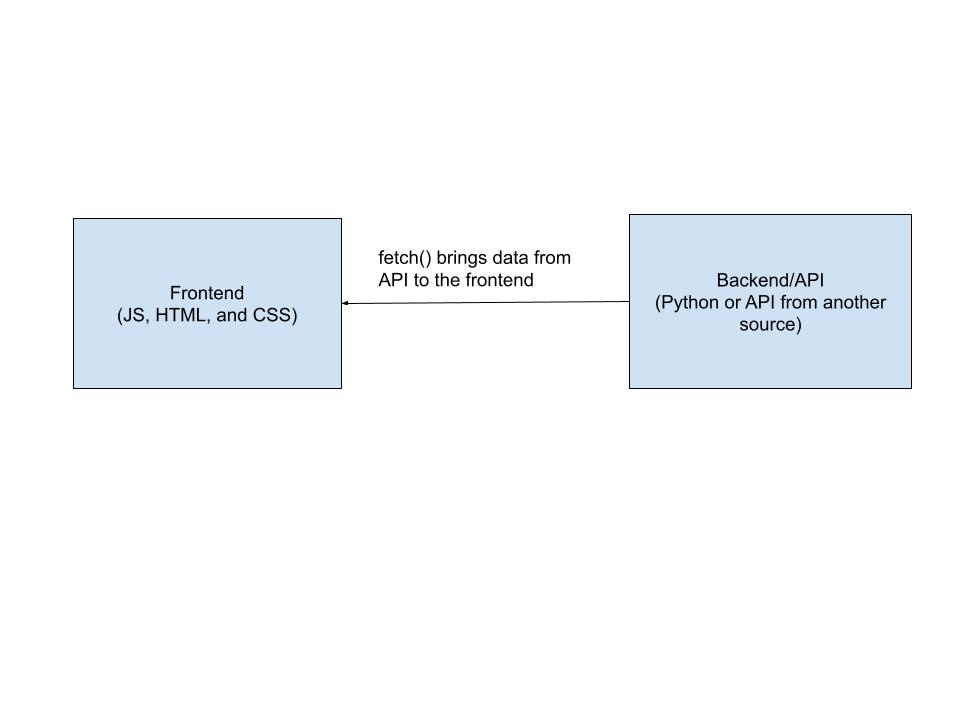 Frontend
(JS, HTML, and CSS)
fetch() brings data from
API to the frontend
Backend/API
(Python or API from another
source)